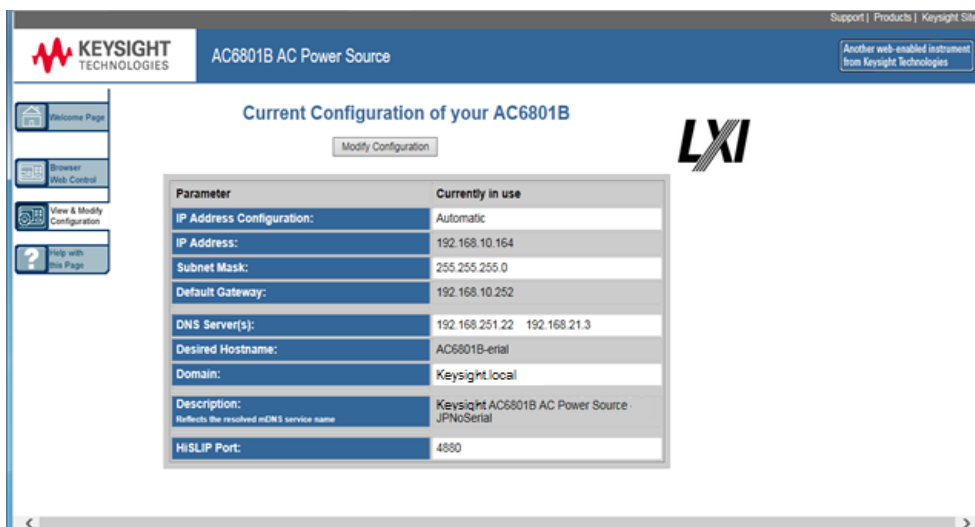 Support | Products | Keysight Site
KEYSIGHT
TECHNOLOGIES
AC6801B AC Power Source
Another web-enabled instrument
from Keysight Technologies
Welcome Page
Browser
Web Control
View & Modify
Configuration
Help with
this Page
Current Configuration of your AC6801B
Modify Configuration
LXI
Parameter Currently in use
IP Address Configuration: Automatic
IP Address: 192.168.10.164
Subnet Mask: 255.255.255.0
Default Gateway: 192.168.10.252
DNS Server(s): 192.168.251.22 192.168.21.3
Desired Hostname: AC6801B-erial
Domain: Keysight.local
Description: Keysight AC6801B AC Power Source -
Reflects the resolved mDNS service name JPNoSerial
HiSLIP Port: 4880